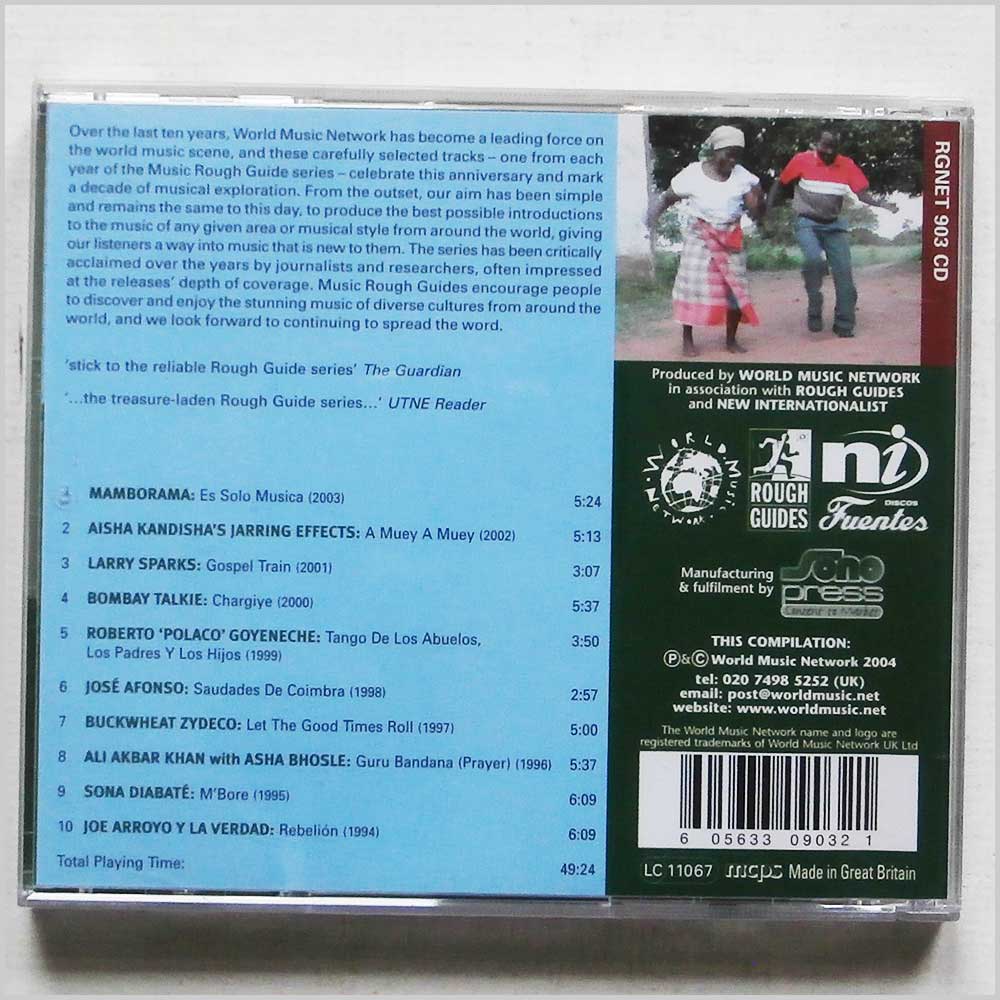 Over the last ten years, World Music Network has become a leading force on
the world music scene, and these carefully selected tracks – one from each
year of the Music Rough Guide series – celebrate this anniversary and mark
a decade of musical exploration. From the outset, our aim has been simple
and remains the same to this day, to produce the best possible introductions
to the music of any given area or musical style from around the world, giving
our listeners a way into music that is new to them. The series has been critically
acclaimed over the years by journalists and researchers, often impressed
at the releases' depth of coverage. Music Rough Guides encourage people
to discover and enjoy the stunning music of diverse cultures from around the
world, and we look forward to continuing to spread the word.
'stick to the reliable Rough Guide series' The Guardian
'...the treasure-laden Rough Guide series...' UTNE Reader
1 MAMBORAMA: Es Solo Musica (2003) 5:24
2 AISHA KANDISHA'S JARRING EFFECTS: A Muey A Muey (2002) 5:13
3 LARRY SPARKS: Gospel Train (2001) 3:07
4 BOMBAY TALKIE: Chargiye (2000) 5:37
5 ROBERTO 'POLACO' GOYENECHE: Tango De Los Abuelos, 3:50
Los Padres Y Los Hijos (1999)
6 JOSÉ AFONSO: Saudades De Coimbra (1998) 2:57
7 BUCKWHEAT ZYDECO: Let The Good Times Roll (1997) 5:00
8 ALI AKBAR KHAN with ASHA BHOSLE: Guru Bandana (Prayer) (1996) 5:37
9 SONA DIABATÉ: M'Bore (1995) 6:09
10 JOE ARROYO Y LA VERDAD: Rebelión (1994) 6:09
Total Playing Time: 49:24
RGNET 903 CD
Produced by WORLD MUSIC NETWORK
in association with ROUGH GUIDES
and NEW INTERNATIONALIST
WORLD MUSIC NETWORK
ROUGH
GUIDES
ni
DISCOS
Fuentes
Manufacturing
& fulfilment by
Soho
press
Concept to Market
THIS COMPILATION:
Ⓟ&© World Music Network 2004
tel: 020 7498 5252 (UK)
email: post@worldmusic.net
website: www.worldmusic.net
The World Music Network name and logo are
registered trademarks of World Music Network UK Ltd
6 05633 09032 1
LC 11067 mcps Made in Great Britain